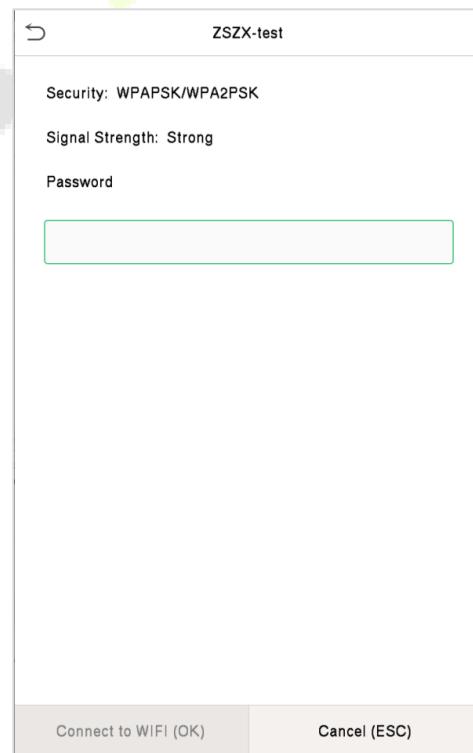 ZSZX-test
Security: WPAPSK/WPA2PSK
Signal Strength: Strong
Password
Connect to WIFI (OK)
Cancel (ESC)